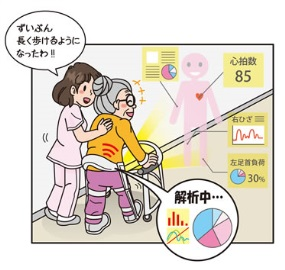 ずいぶん
長く歩けるように
なったわ!!
心拍数
85
右ひざ
左足首負荷
30%
解析中…